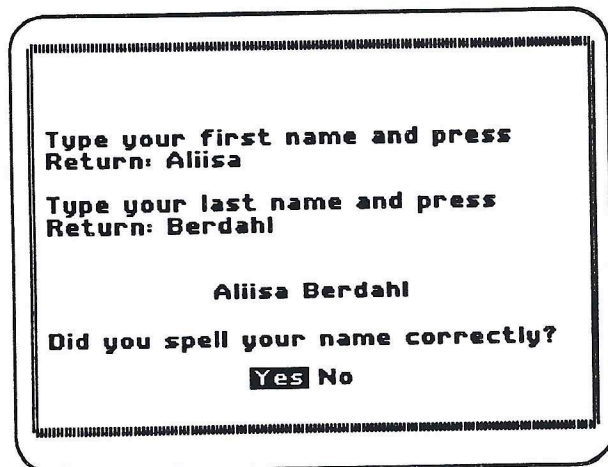 Type your first name and press
Return: Aliisa
Type your last name and press
Return: Berdahl
Aliisa Berdahl
Did you spell your name correctly?
Yes No